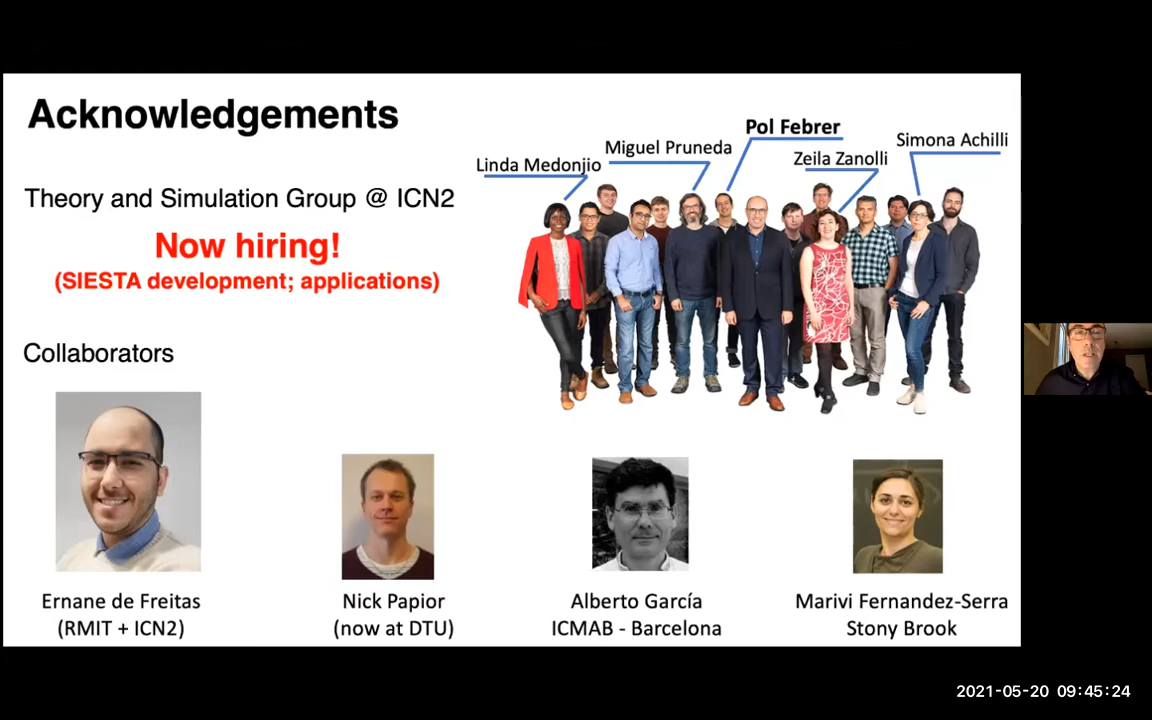 Acknowledgements
Theory and Simulation Group @ ICN2
Now hiring!
(SIESTA development; applications)
Linda Medonjio
Miguel Pruneda
Pol Febrer
Zeila Zanolli
Simona Achilli
Collaborators
Ernane de Freitas
(RMIT + ICN2)
Nick Papior
(now at DTU)
Alberto García
ICMAB - Barcelona
Marivi Fernandez-Serra
Stony Brook
2021-05-20 09:45:24